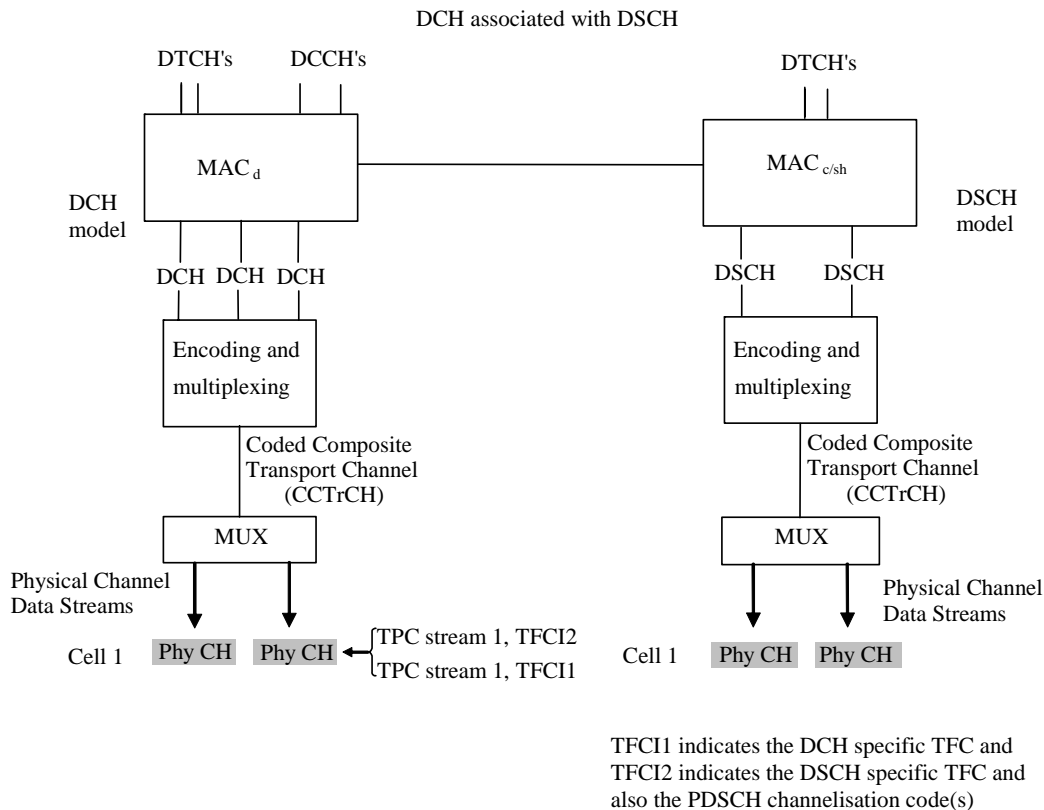 DCH associated with DSCH
DTCH's
DCCH's
DTCH's
MAC d
MAC c/sh
DCH
model
DSCH
model
DCH
DCH
DCH
DSCH
DSCH
Encoding and
multiplexing
Encoding and
multiplexing
Coded Composite
Transport Channel
(CCTrCH)
Coded Composite
Transport Channel
(CCTrCH)
MUX
MUX
Physical Channel
Data Streams
Physical Channel
Data Streams
Cell 1
Phy CH
Phy CH
TPC stream 1, TFCI2
TPC stream 1, TFCI1
Cell 1
Phy CH
Phy CH
TFCI1 indicates the DCH specific TFC and
TFCI2 indicates the DSCH specific TFC and
also the PDSCH channelisation code(s)